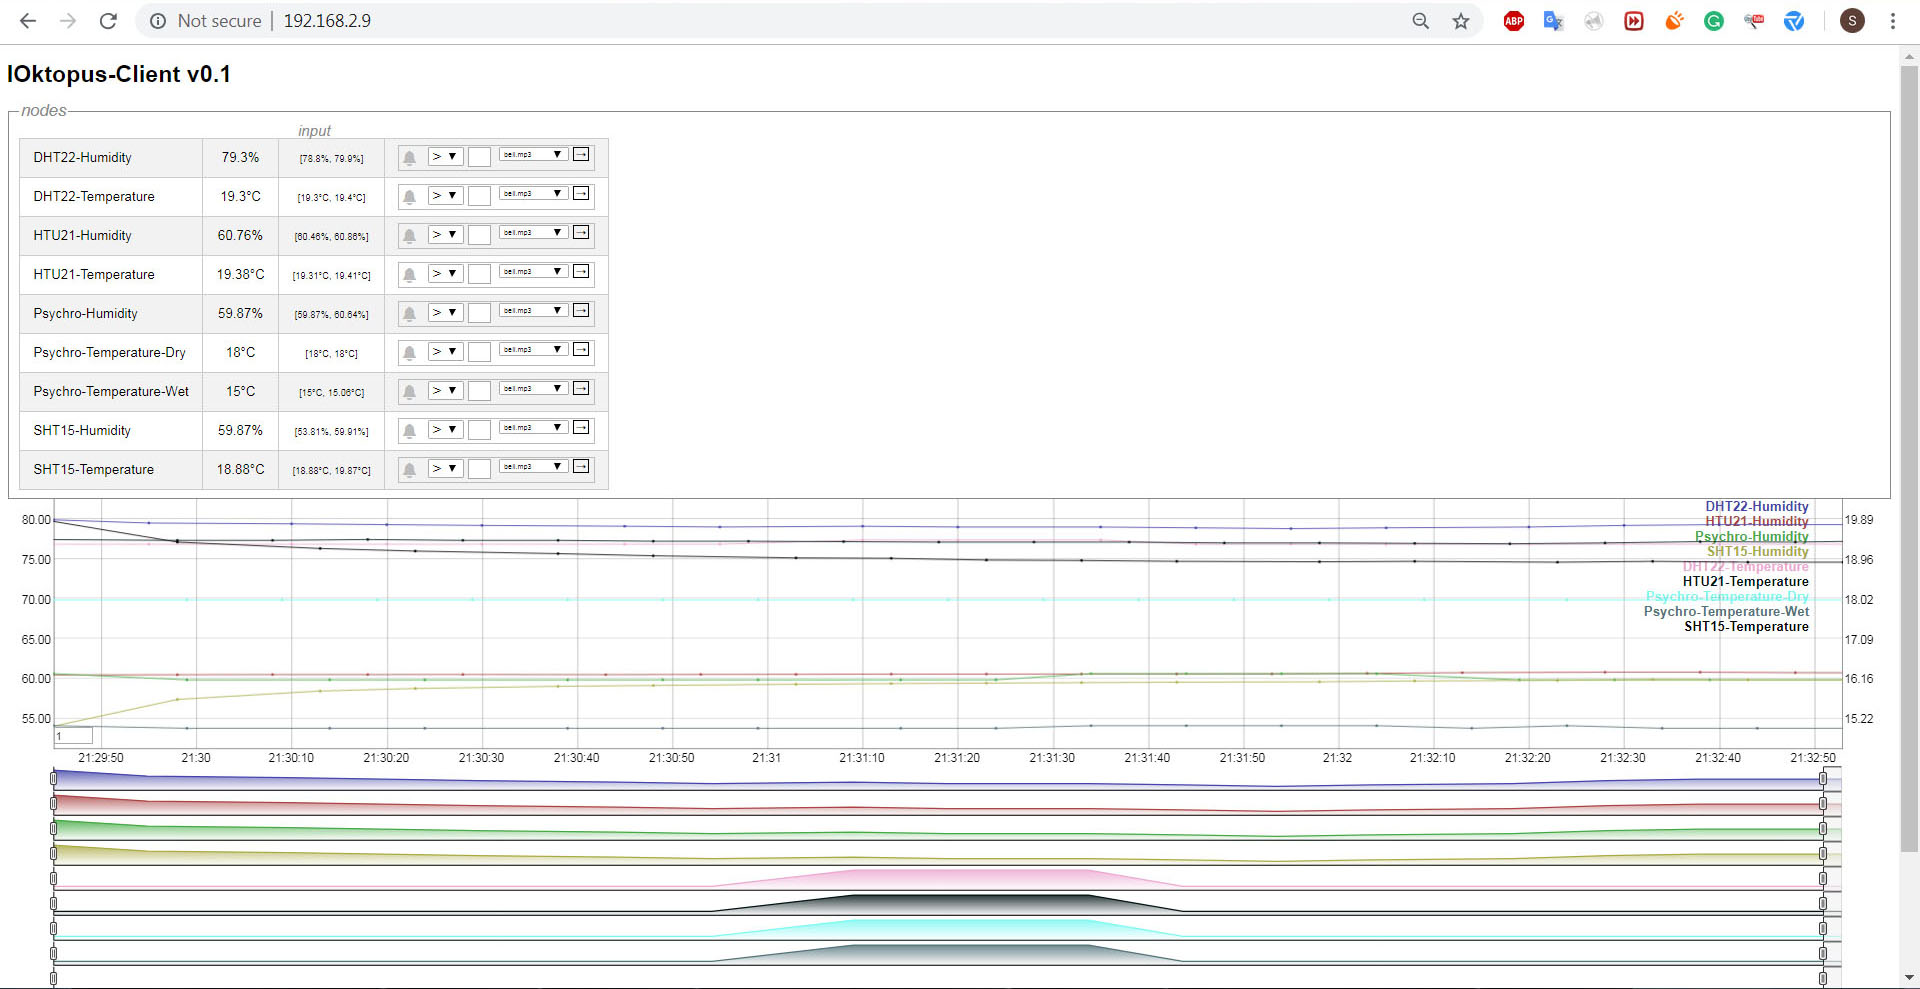 Not secure | 192.168.2.9
ABP
S
IOktopus-Client v0.1
nodes
input
DHT22-Humidity 79.3% [78.8%, 79.9%] > ▼ bell.mp3 ▼ →
DHT22-Temperature 19.3°C [19.3°C, 19.4°C] > ▼ bell.mp3 ▼ →
HTU21-Humidity 60.76% [60.46%, 60.86%] > ▼ bell.mp3 ▼ →
HTU21-Temperature 19.38°C [19.31°C, 19.41°C] > ▼ bell.mp3 ▼ →
Psychro-Humidity 59.87% [59.87%, 60.64%] > ▼ bell.mp3 ▼ →
Psychro-Temperature-Dry 18°C [18°C, 18°C] > ▼ bell.mp3 ▼ →
Psychro-Temperature-Wet 15°C [15°C, 15.06°C] > ▼ bell.mp3 ▼ →
SHT15-Humidity 59.87% [53.81%, 59.91%] > ▼ bell.mp3 ▼ →
SHT15-Temperature 18.88°C [18.88°C, 19.87°C] > ▼ bell.mp3 ▼ →
DHT22-Humidity
80.00 HTU21-Humidity 19.89
Psychro-Humidity
SHT15-Humidity
75.00 DHT22-Temperature 18.96
HTU21-Temperature
70.00 Psychro-Temperature-Dry 18.02
Psychro-Temperature-Wet
SHT15-Temperature
65.00 17.09
60.00 16.16
55.00 15.22
1
21:29:50 21:30 21:30:10 21:30:20 21:30:30 21:30:40 21:30:50 21:31 21:31:10 21:31:20 21:31:30 21:31:40 21:31:50 21:32 21:32:10 21:32:20 21:32:30 21:32:40 21:32:50